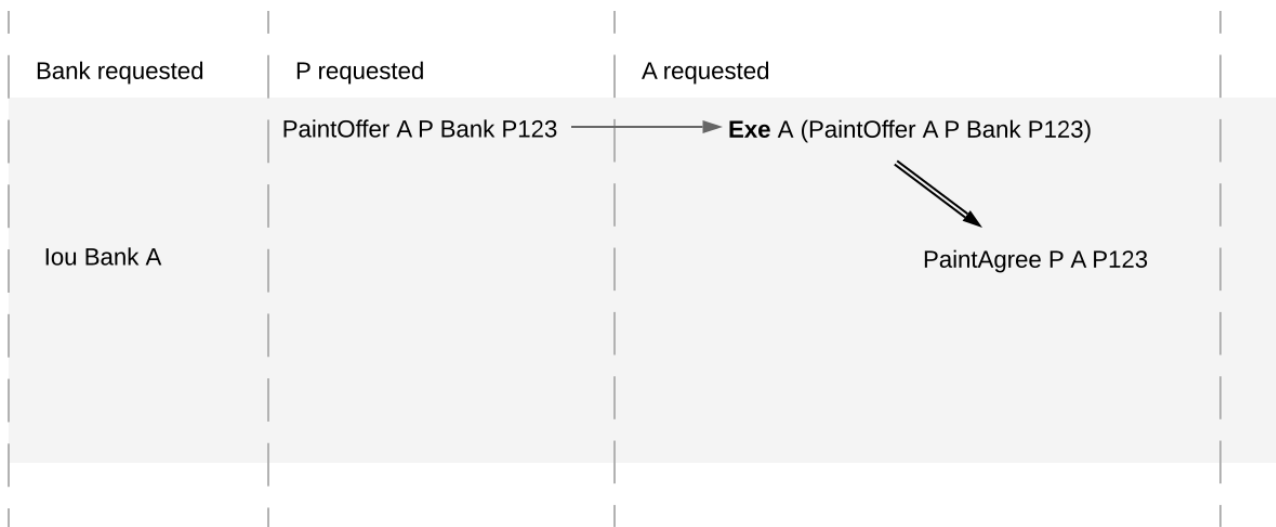 Bank requested
P requested
A requested
PaintOffer A P Bank P123
Exe A (PaintOffer A P Bank P123)
Iou Bank A
PaintAgree P A P123